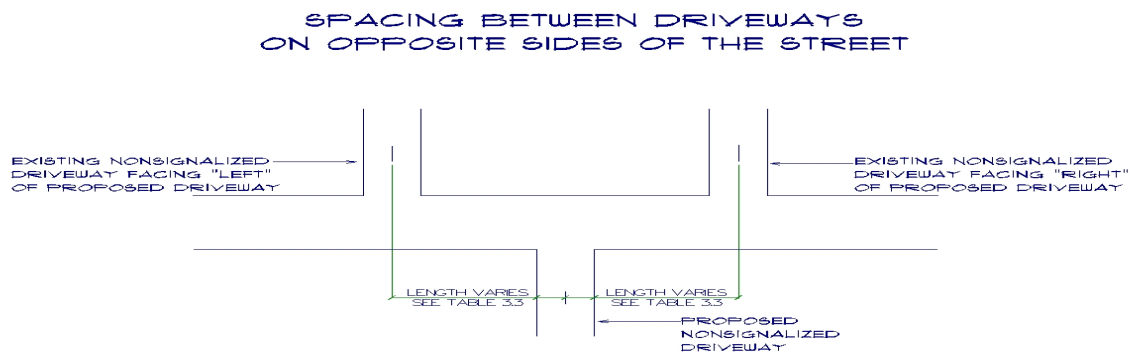 SPACING BETWEEN DRIVEWAYS
ON OPPOSITE SIDES OF THE STREET
EXISTING NONSIGNALIZED
DRIVEWAY FACING "LEFT"
OF PROPOSED DRIVEWAY
EXISTING NONSIGNALIZED
DRIVEWAY FACING "RIGHT"
OF PROPOSED DRIVEWAY
LENGTH VARIES
SEE TABLE 3.3
LENGTH VARIES
SEE TABLE 3.3
PROPOSED
NONSIGNALIZED
DRIVEWAY